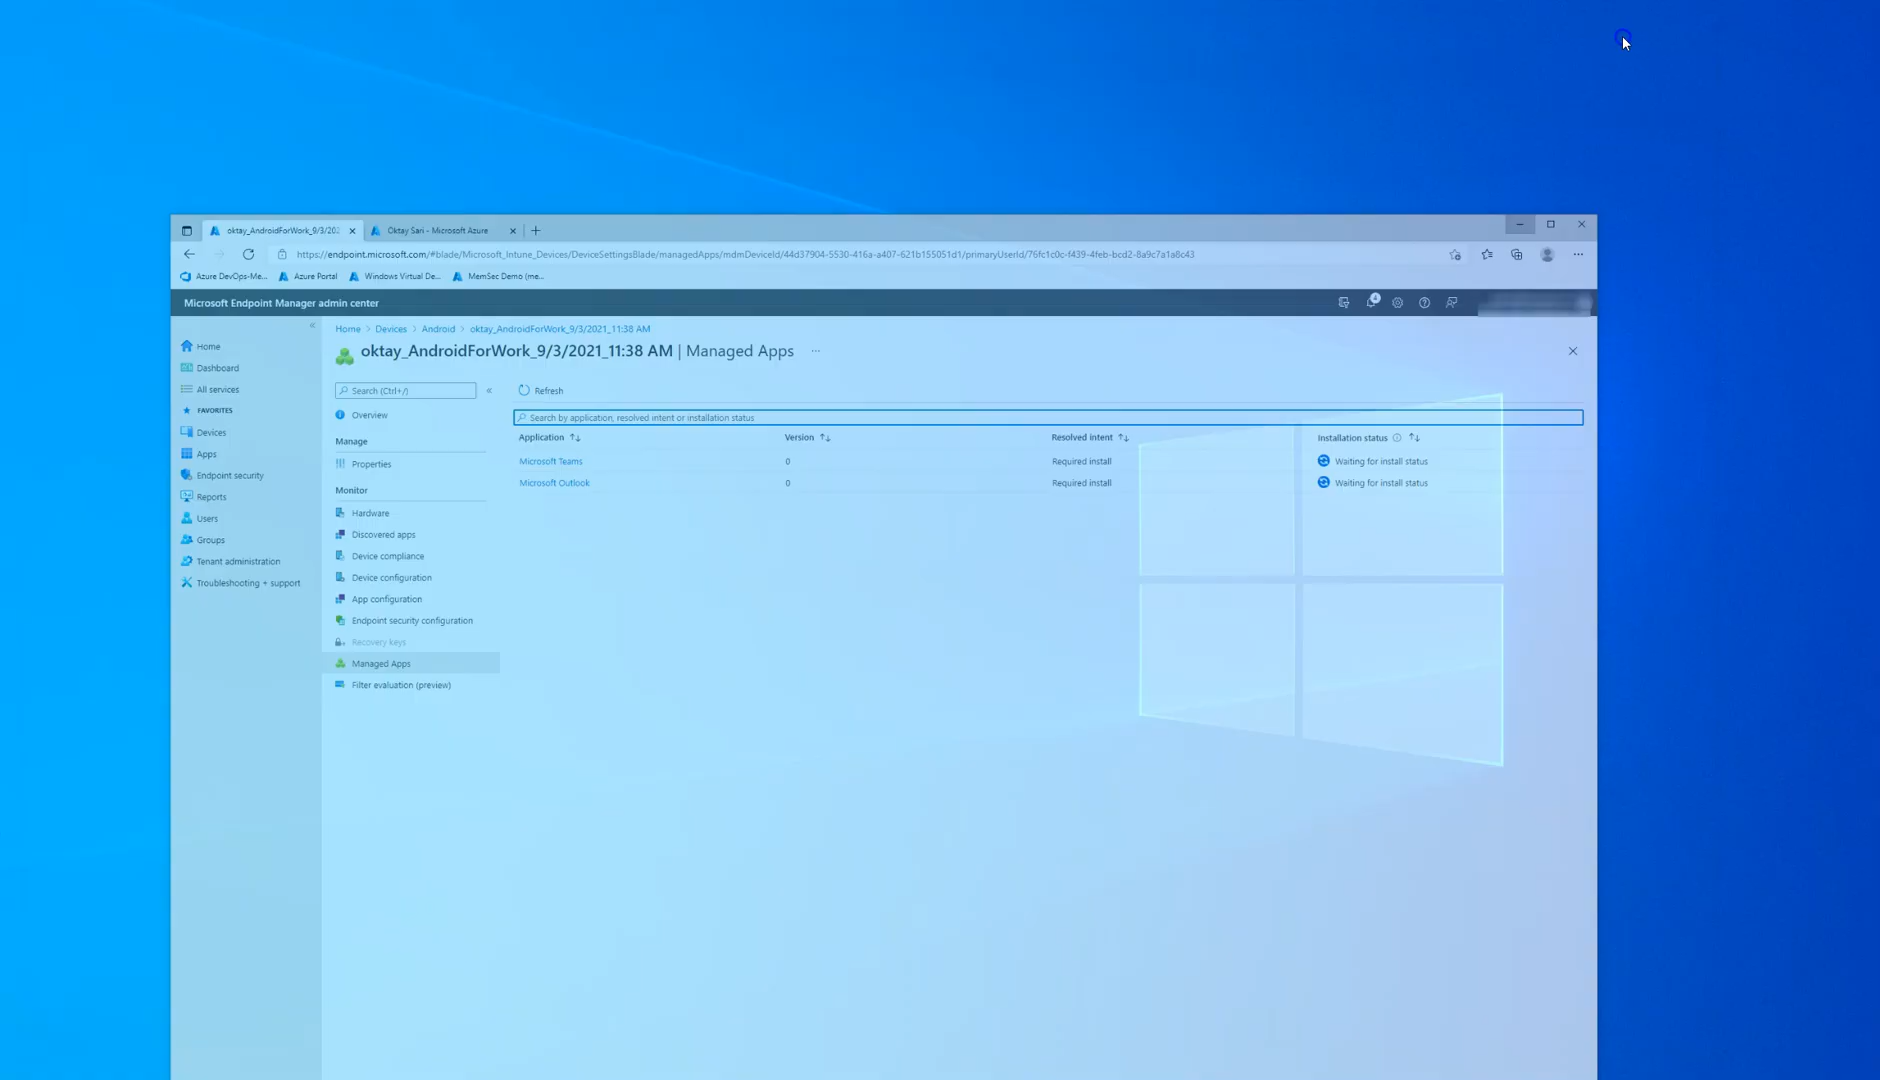 oktay_AndroidForWork_9/3/202
Oktay Sari - Microsoft Azure
https://endpoint.microsoft.com/#blade/Microsoft_Intune_Devices/DeviceSettingsBlade/managedApps/mdmDeviceId/44d37904-5530-416a-a407-621b155051d1/primaryUserId/76fc1c0c-f439-4feb-bcd2-8a9c7a1a8c43
Azure DevOps-Me... Azure Portal Windows Virtual De... MemSec Demo (me...
Microsoft Endpoint Manager admin center
4
Home > Devices > Android > oktay_AndroidForWork_9/3/2021_11:38 AM
oktay_AndroidForWork_9/3/2021_11:38 AM | Managed Apps ...
Home
Dashboard
All services
FAVORITES
Devices
Apps
Endpoint security
Reports
Users
Groups
Tenant administration
Troubleshooting + support
Search (Ctrl+/)
Overview
Manage
Properties
Monitor
Hardware
Discovered apps
Device compliance
Device configuration
App configuration
Endpoint security configuration
Recovery keys
Managed Apps
Filter evaluation (preview)
Refresh
Search by application, resolved intent or installation status
Application Version Resolved intent Installation status
Microsoft Teams 0 Required install Waiting for install status
Microsoft Outlook 0 Required install Waiting for install status